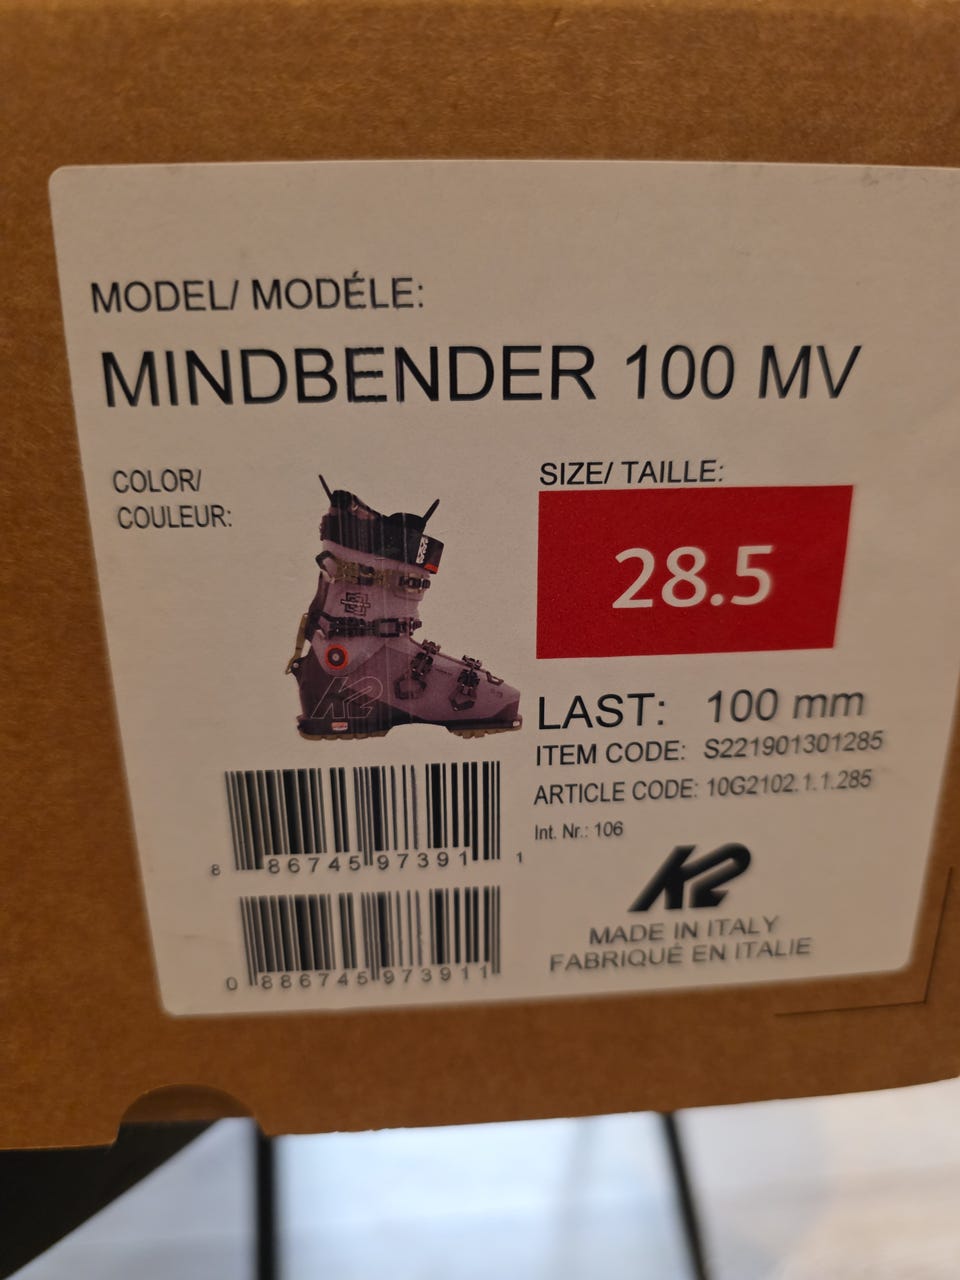 MODEL/ MODÉLE:
MINDBENDER 100 MV
COLOR/
COULEUR:
SIZE/ TAILLE:
28.5
K2
LAST: 100 mm
ITEM CODE: S221901301285
ARTICLE CODE: 10G2102.1.1.285
Int. Nr.: 106
8 86745 97391 1
0 886745 973911
K2
MADE IN ITALY
FABRIQUÉ EN ITALIE